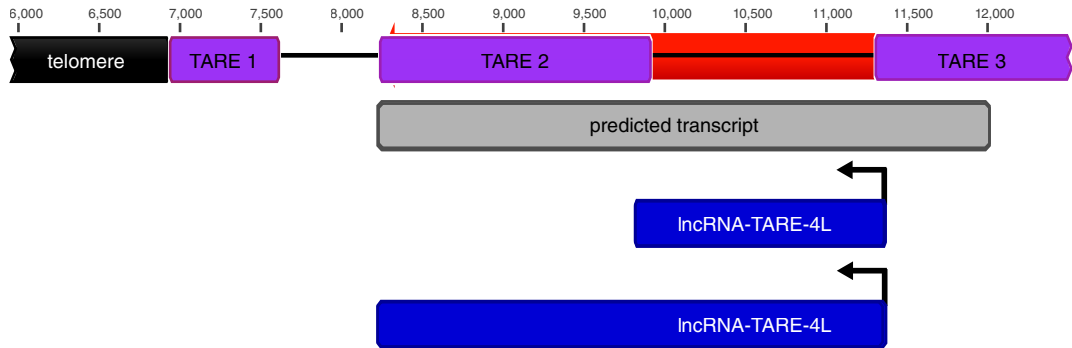 6,000 7,000 7,500 8,000 8,500 9,000 9,500 10,000 10,500 11,000 11,500 12,000
telomere TARE 1 TARE 2 TARE 3
predicted transcript
lncRNA-TARE-4L
lncRNA-TARE-4L